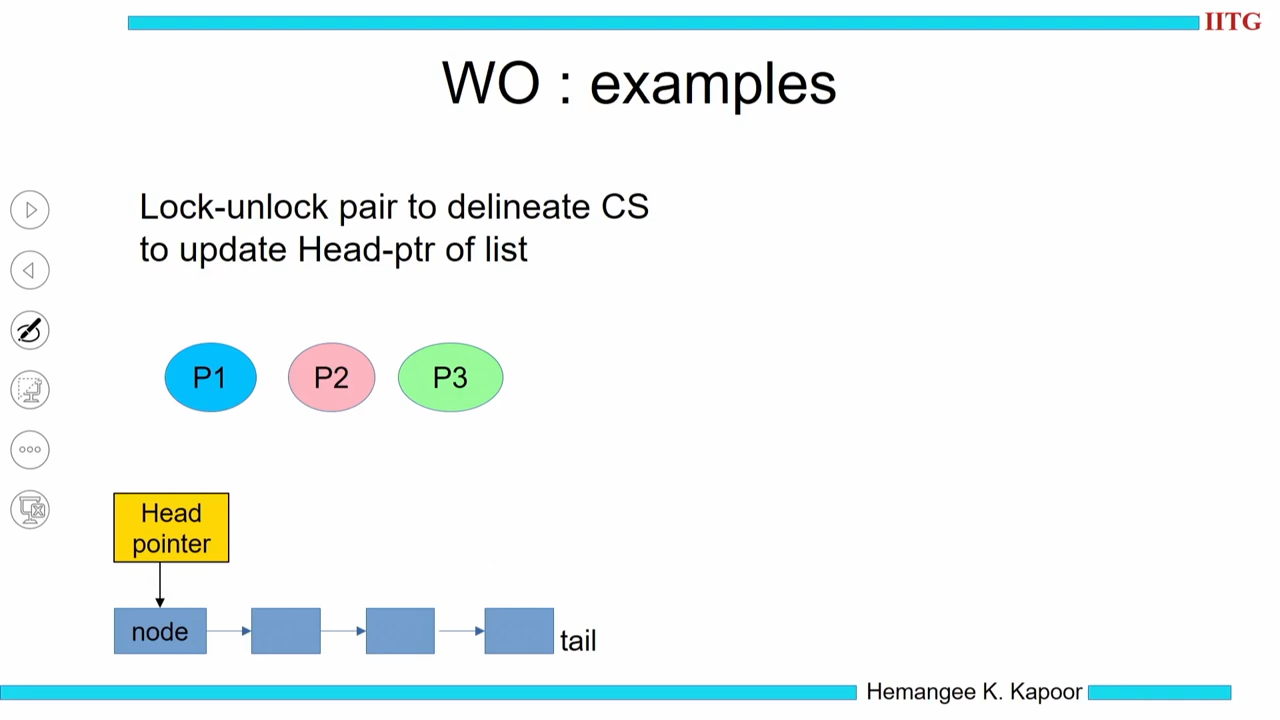 IITG
WO : examples
Lock-unlock pair to delineate CS
to update Head-ptr of list
P1 P2 P3
Head
pointer
node
tail
Hemangee K. Kapoor